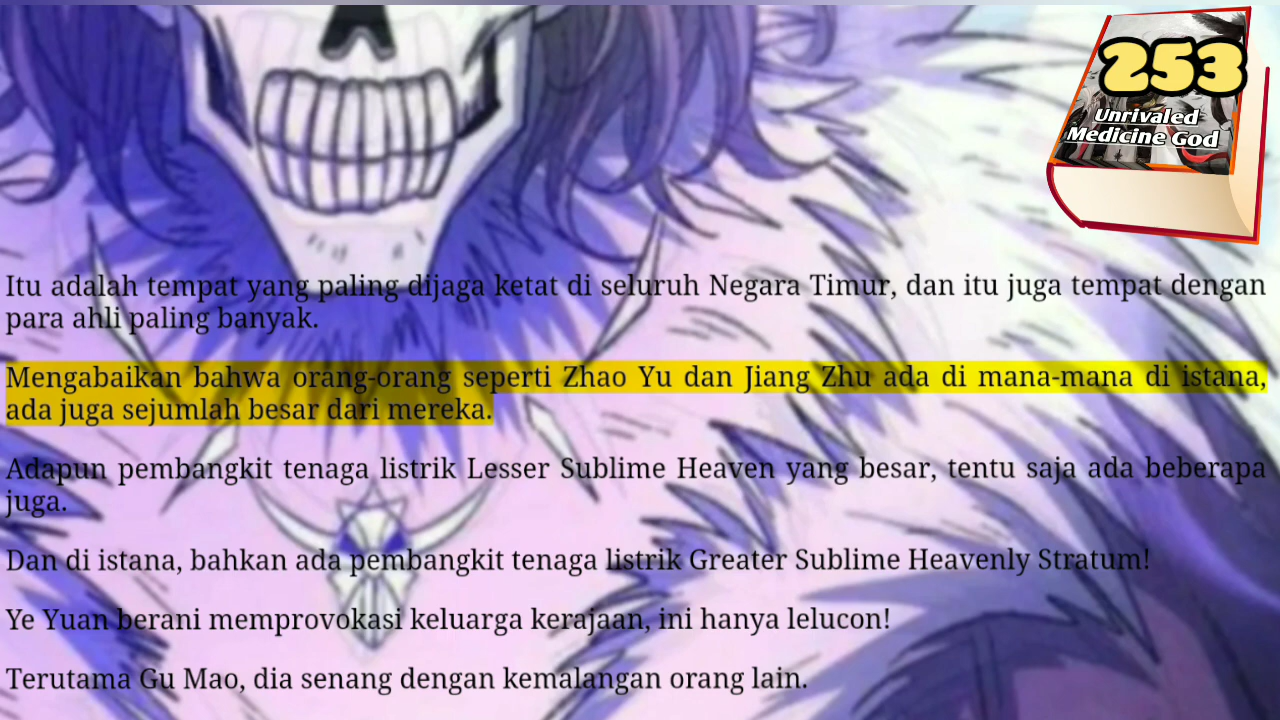 253
Unrivaled
Medicine God
Itu adalah tempat yang paling dijaga ketat di seluruh Negara Timur, dan itu juga tempat dengan
para ahli paling banyak.
Mengabaikan bahwa orang-orang seperti Zhao Yu dan Jiang Zhu ada di mana-mana di istana,
ada juga sejumlah besar dari mereka.
Adapun pembangkit tenaga listrik Lesser Sublime Heaven yang besar, tentu saja ada beberapa
juga.
Dan di istana, bahkan ada pembangkit tenaga listrik Greater Sublime Heavenly Stratum!
Ye Yuan berani memprovokasi keluarga kerajaan, ini hanya lelucon!
Terutama Gu Mao, dia senang dengan kemalangan orang lain.